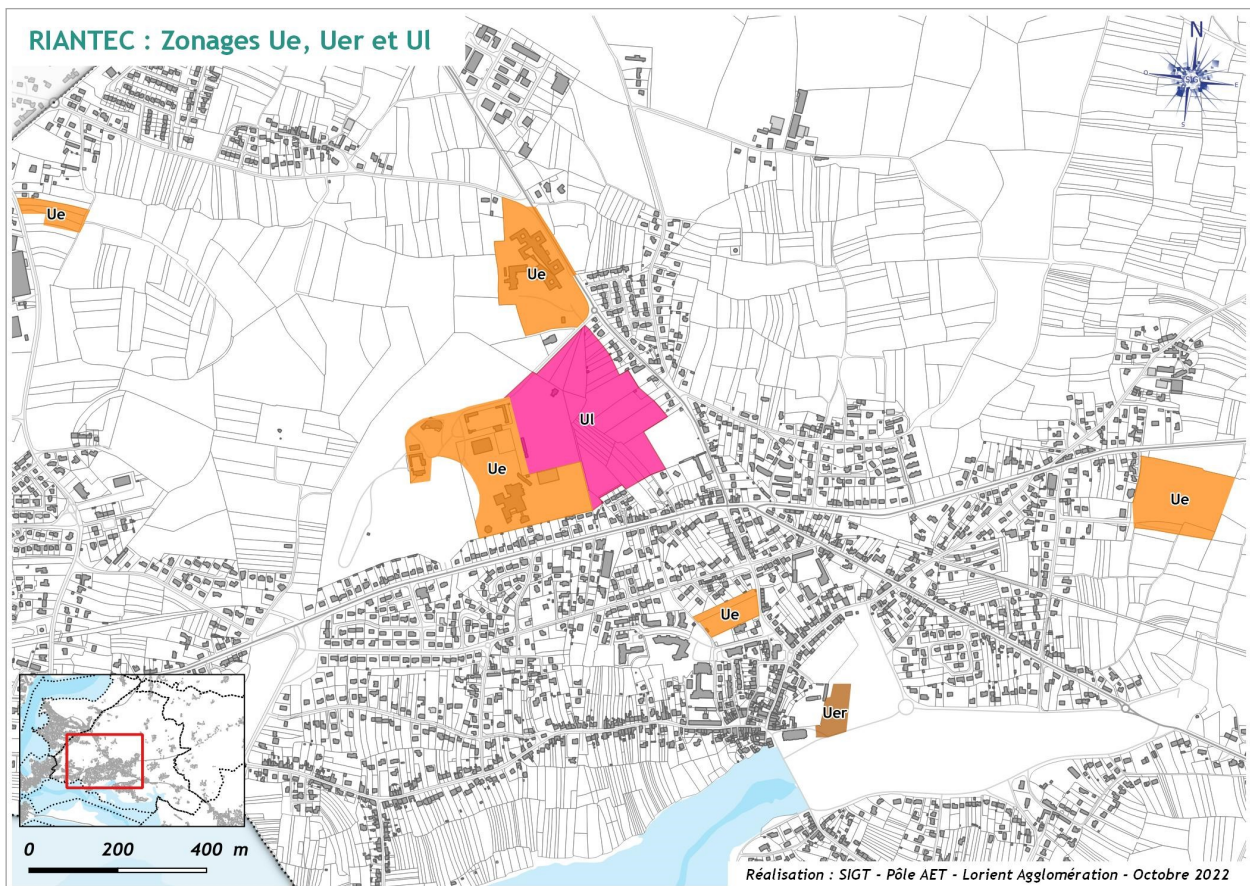 RIANTEC : Zonages Ue, Uer et Ul
N
SIG
O
E
S
Ue
Ue
Ul
Ue
Ue
Ue
Uer
0 200 400 m
Réalisation : SIGT - Pôle AET - Lorient Agglomération - Octobre 2022